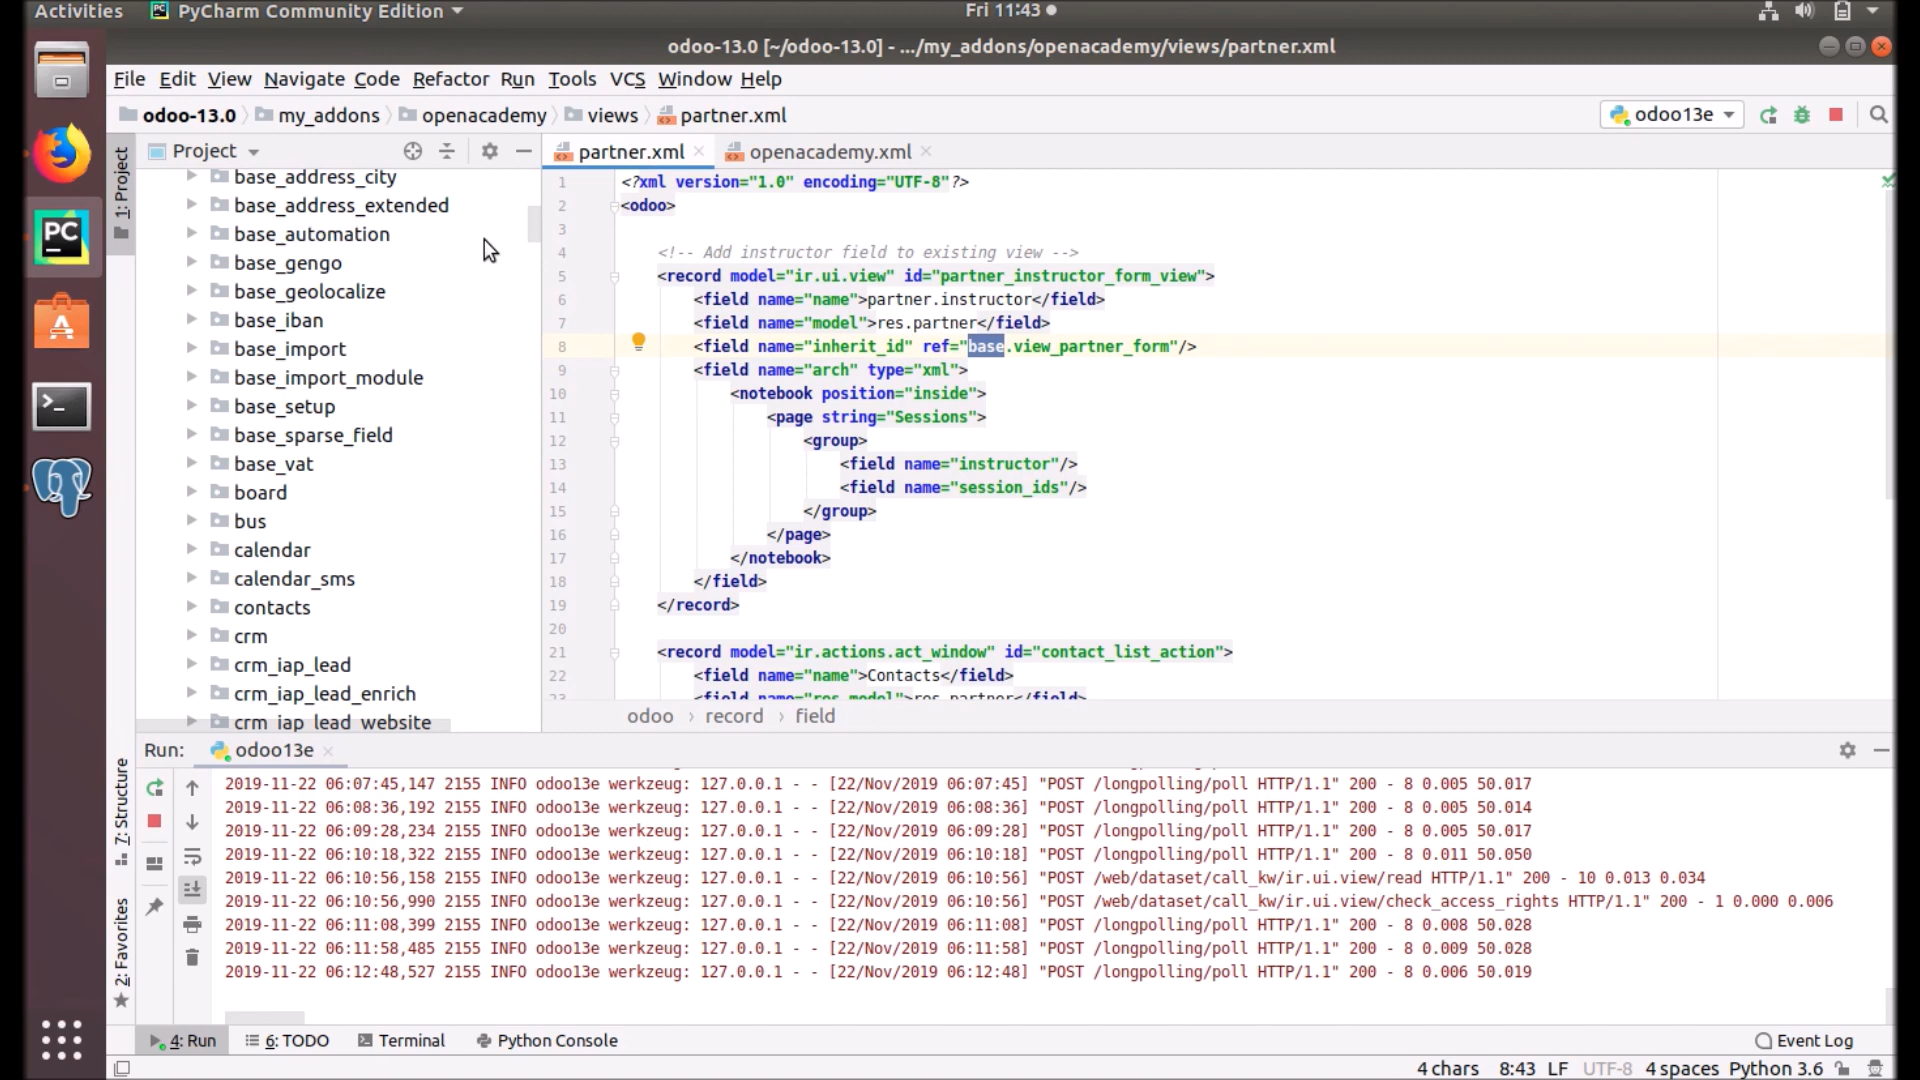 Activities PyCharm Community Edition Fri 11:43
odoo-13.0 [~/odoo-13.0] - .../my_addons/openacademy/views/partner.xml
File Edit View Navigate Code Refactor Run Tools VCS Window Help
odoo-13.0 my_addons openacademy views partner.xml odoo13e
1: Project
Project
partner.xml openacademy.xml
base_address_city
base_address_extended
base_automation
base_gengo
base_geolocalize
base_iban
base_import
base_import_module
base_setup
base_sparse_field
base_vat
board
bus
calendar
calendar_sms
contacts
crm
crm_iap_lead
crm_iap_lead_enrich
crm_iap_lead_website
1 <?xml version="1.0" encoding="UTF-8"?>
2 <odoo>
3
4 <!-- Add instructor field to existing view -->
5 <record model="ir.ui.view" id="partner_instructor_form_view">
6 <field name="name">partner.instructor</field>
7 <field name="model">res.partner</field>
8 <field name="inherit_id" ref="base.view_partner_form"/>
9 <field name="arch" type="xml">
10 <notebook position="inside">
11 <page string="Sessions">
12 <group>
13 <field name="instructor"/>
14 <field name="session_ids"/>
15 </group>
16 </page>
17 </notebook>
18 </field>
19 </record>
20
21 <record model="ir.actions.act_window" id="contact_list_action">
22 <field name="name">Contacts</field>
23 <field name="res_model">res.partner</field>
odoo › record › field
Run: odoo13e
7: Structure
2: Favorites
2019-11-22 06:07:45,147 2155 INFO odoo13e werkzeug: 127.0.0.1 - - [22/Nov/2019 06:07:45] "POST /longpolling/poll HTTP/1.1" 200 - 8 0.005 50.017
2019-11-22 06:08:36,192 2155 INFO odoo13e werkzeug: 127.0.0.1 - - [22/Nov/2019 06:08:36] "POST /longpolling/poll HTTP/1.1" 200 - 8 0.005 50.014
2019-11-22 06:09:28,234 2155 INFO odoo13e werkzeug: 127.0.0.1 - - [22/Nov/2019 06:09:28] "POST /longpolling/poll HTTP/1.1" 200 - 8 0.005 50.017
2019-11-22 06:10:18,322 2155 INFO odoo13e werkzeug: 127.0.0.1 - - [22/Nov/2019 06:10:18] "POST /longpolling/poll HTTP/1.1" 200 - 8 0.011 50.050
2019-11-22 06:10:56,158 2155 INFO odoo13e werkzeug: 127.0.0.1 - - [22/Nov/2019 06:10:56] "POST /web/dataset/call_kw/ir.ui.view/read HTTP/1.1" 200 - 10 0.013 0.034
2019-11-22 06:10:56,990 2155 INFO odoo13e werkzeug: 127.0.0.1 - - [22/Nov/2019 06:10:56] "POST /web/dataset/call_kw/ir.ui.view/check_access_rights HTTP/1.1" 200 - 1 0.000 0.006
2019-11-22 06:11:08,399 2155 INFO odoo13e werkzeug: 127.0.0.1 - - [22/Nov/2019 06:11:08] "POST /longpolling/poll HTTP/1.1" 200 - 8 0.008 50.028
2019-11-22 06:11:58,485 2155 INFO odoo13e werkzeug: 127.0.0.1 - - [22/Nov/2019 06:11:58] "POST /longpolling/poll HTTP/1.1" 200 - 8 0.009 50.028
2019-11-22 06:12:48,527 2155 INFO odoo13e werkzeug: 127.0.0.1 - - [22/Nov/2019 06:12:48] "POST /longpolling/poll HTTP/1.1" 200 - 8 0.006 50.019
4: Run 6: TODO Terminal Python Console Event Log
4 chars 8:43 LF UTF-8 4 spaces Python 3.6